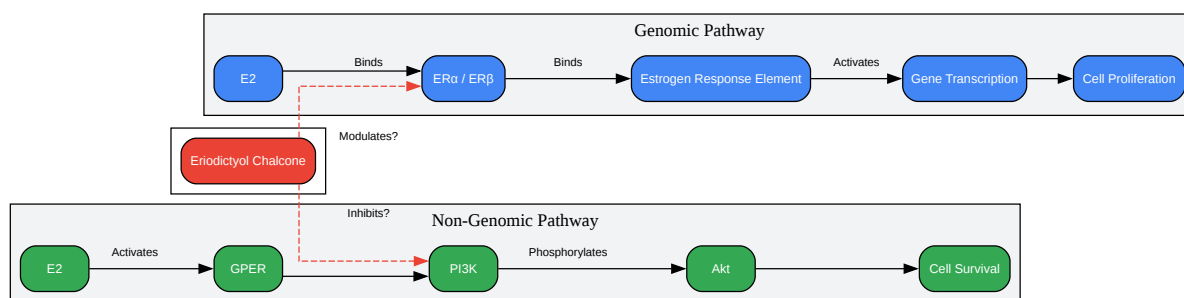 Genomic Pathway
E2
Binds
ERα / ERβ
Binds
Estrogen Response Element
Activates
Gene Transcription
Cell Proliferation
Modulates?
Eriodictyol Chalcone
Inhibits?
Non-Genomic Pathway
E2
Activates
GPER
PI3K
Phosphorylates
Akt
Cell Survival